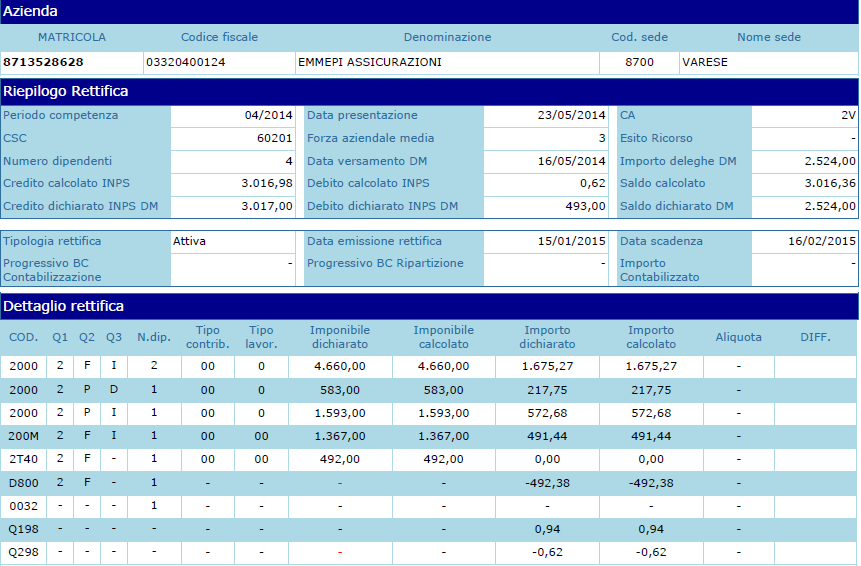 Azienda
MATRICOLA Codice fiscale Denominazione Cod. sede Nome sede
8713528628 03320400124 EMMEPI ASSICURAZIONI 8700 VARESE
Riepilogo Rettifica
Periodo competenza 04/2014 Data presentazione 23/05/2014 CA 2V
CSC 60201 Forza aziendale media 3 Esito Ricorso -
Numero dipendenti 4 Data versamento DM 16/05/2014 Importo deleghe DM 2.524,00
Credito calcolato INPS 3.016,98 Debito calcolato INPS 0,62 Saldo calcolato 3.016,36
Credito dichiarato INPS DM 3.017,00 Debito dichiarato INPS DM 493,00 Saldo dichiarato DM 2.524,00
Tipologia rettifica Attiva Data emissione rettifica 15/01/2015 Data scadenza 16/02/2015
Progressivo BC - Progressivo BC Ripartizione - Importo -
Contabilizzazione Contabilizzato
Dettaglio rettifica
COD. Q1 Q2 Q3 N.dip. Tipo Tipo Imponibile Imponibile Importo Importo Aliquota DIFF.
contrib. lavor. dichiarato calcolato dichiarato calcolato
2000 2 F I 2 00 0 4.660,00 4.660,00 1.675,27 1.675,27 -
2000 2 P D 1 00 0 583,00 583,00 217,75 217,75 -
2000 2 P I 1 00 0 1.593,00 1.593,00 572,68 572,68 -
200M 2 F I 1 00 00 1.367,00 1.367,00 491,44 491,44 -
2T40 2 F - 1 00 00 492,00 492,00 0,00 0,00 -
D800 2 F - 1 - - - - -492,38 -492,38 -
0032 - - - 1 - - - - - - -
Q198 - - - - - - - - 0,94 0,94 -
Q298 - - - - - - - - -0,62 -0,62 -